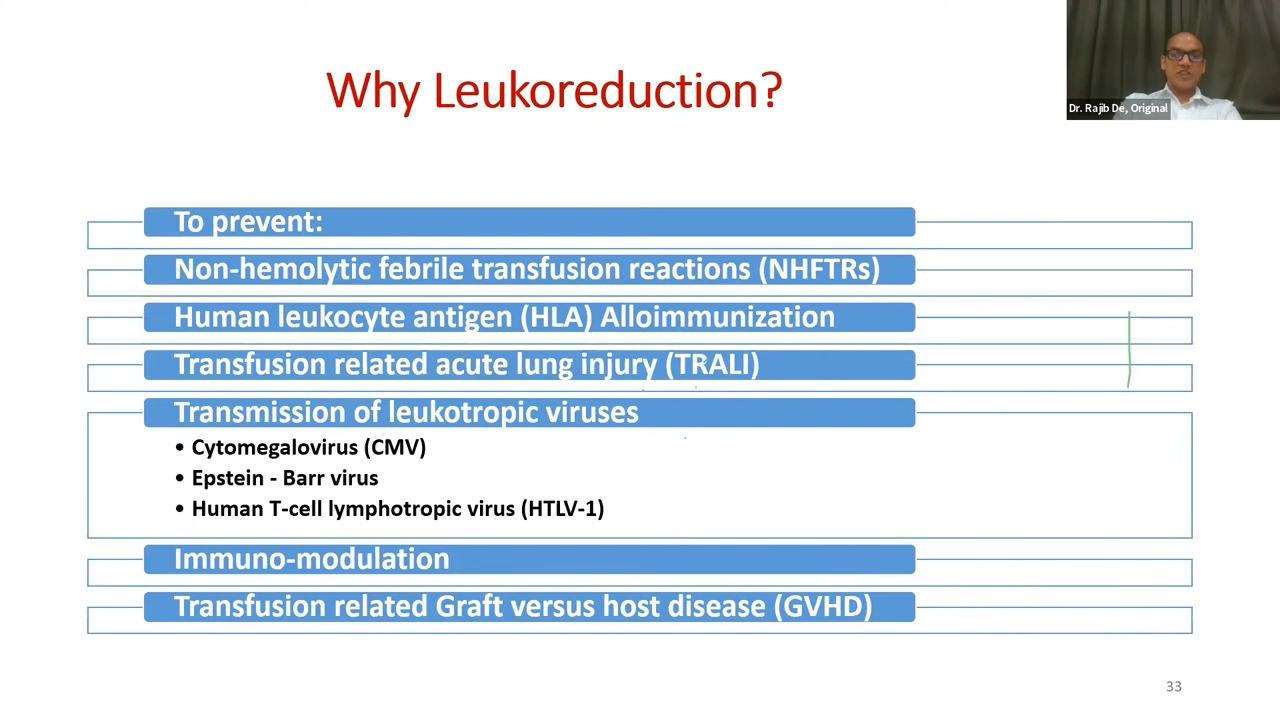 Why Leukoreduction?
Dr. Rajib De, Original
To prevent:
Non-hemolytic febrile transfusion reactions (NHFTRs)
Human leukocyte antigen (HLA) Alloimmunization
Transfusion related acute lung injury (TRALI)
Transmission of leukotropic viruses
• Cytomegalovirus (CMV)
• Epstein - Barr virus
• Human T-cell lymphotropic virus (HTLV-1)
Immuno-modulation
Transfusion related Graft versus host disease (GVHD)
33